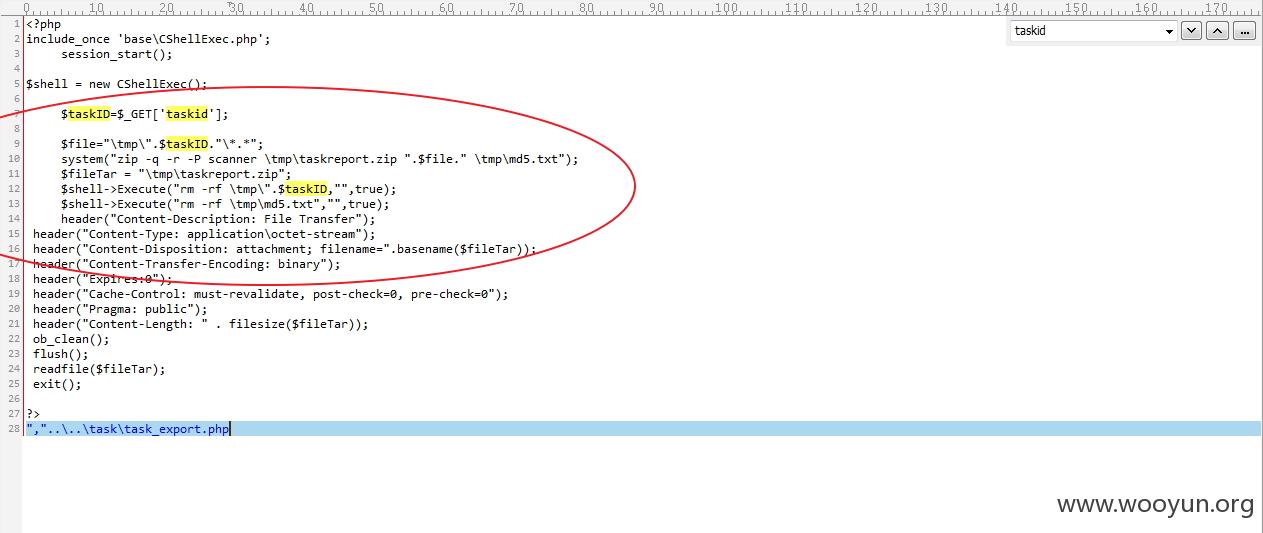 0 10 20 30 40 50 60 70 80 90 100 110 120 130 140 150 160 170
taskid
...
1 <?php
2 include_once 'base\CShellExec.php';
3 session_start();
4
5 $shell = new CShellExec();
6
7 $taskID=$_GET['taskid'];
8
9 $file="\tmp\".$taskID."\*.*";
10 system("zip -q -r -P scanner \tmp\taskreport.zip ".$file." \tmp\md5.txt");
11 $fileTar = "\tmp\taskreport.zip";
12 $shell->Execute("rm -rf \tmp\".$taskID,"",true);
13 $shell->Execute("rm -rf \tmp\md5.txt","",true);
14 header("Content-Description: File Transfer");
15 header("Content-Type: application\octet-stream");
16 header("Content-Disposition: attachment; filename=".basename($fileTar));
17 header("Content-Transfer-Encoding: binary");
18 header("Expires:0");
19 header("Cache-Control: must-revalidate, post-check=0, pre-check=0");
20 header("Pragma: public");
21 header("Content-Length: " . filesize($fileTar));
22 ob_clean();
23 flush();
24 readfile($fileTar);
25 exit();
26
27 ?>
28 ","..\..\task\task_export.php
www.wooyun.org